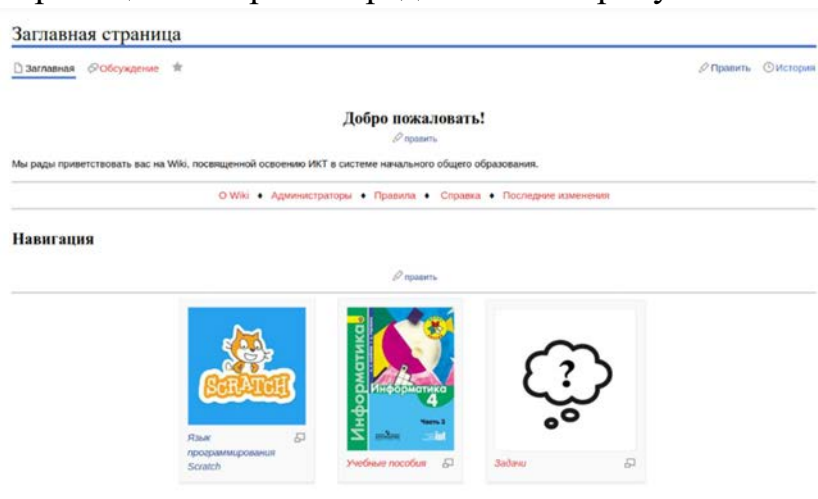 Заглавная страница
Заглавная Обсуждение
Править История
Добро пожаловать!
править
Мы рады приветствовать вас на Wiki, посвященной освоению ИКТ в системе начального общего образования.
О Wiki ♦ Администраторы ♦ Правила ♦ Справка ♦ Последние изменения
Навигация
править
SCRATCH
Язык
программирования
Scratch
Информатика
Информатика
4
Часть 1
Учебные пособия
?
Задачи